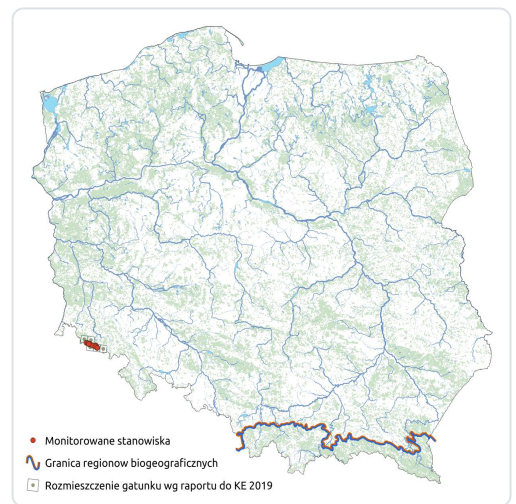 Monitorowane stanowiska
Granica regionow biogeograficznych
Rozmieszczenie gatunku wg raportu do KE 2019